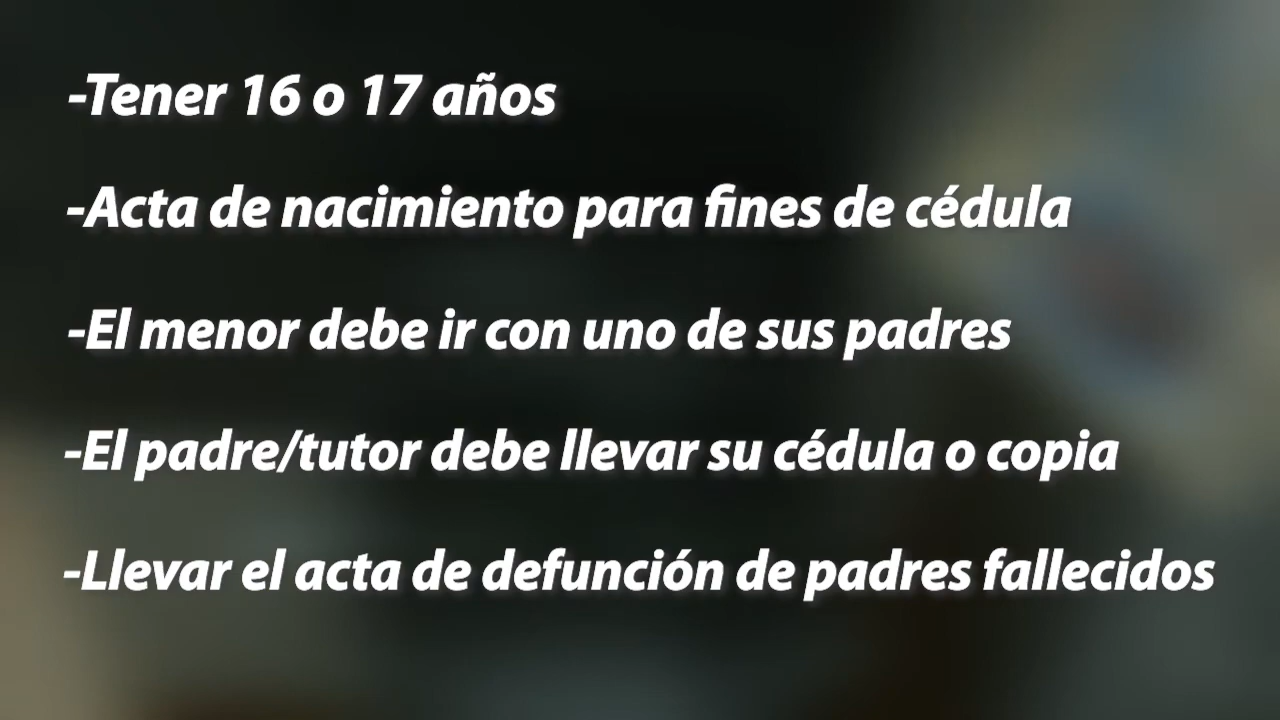 -Tener 16 o 17 años
-Acta de nacimiento para fines de cédula
-El menor debe ir con uno de sus padres
-El padre/tutor debe llevar su cédula o copia
-Llevar el acta de defunción de padres fallecidos